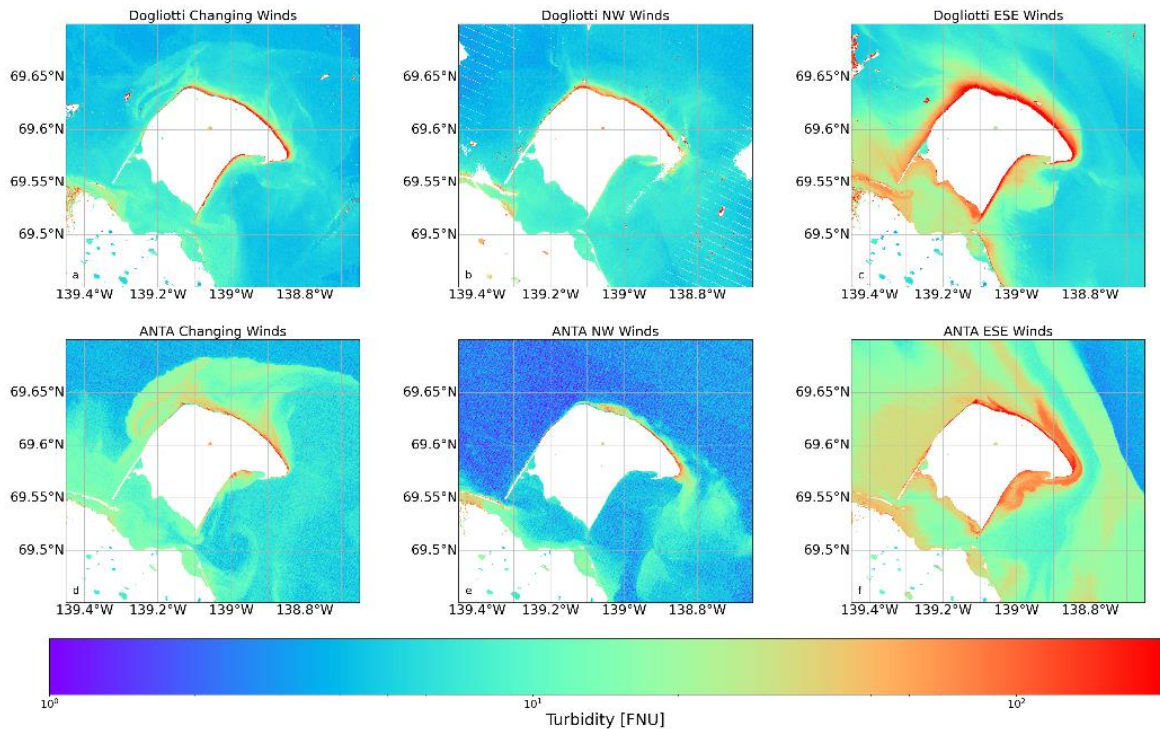 Dogliotti Changing Winds
Dogliotti NW Winds
Dogliotti ESE Winds
69.65°N
69.6°N
69.55°N
69.5°N
a
139.4°W 139.2°W 139°W 138.8°W
69.65°N
69.6°N
69.55°N
69.5°N
b
139.4°W 139.2°W 139°W 138.8°W
69.65°N
69.6°N
69.55°N
69.5°N
c
139.4°W 139.2°W 139°W 138.8°W
ANTA Changing Winds
ANTA NW Winds
ANTA ESE Winds
69.65°N
69.6°N
69.55°N
69.5°N
d
139.4°W 139.2°W 139°W 138.8°W
69.65°N
69.6°N
69.55°N
69.5°N
e
139.4°W 139.2°W 139°W 138.8°W
69.65°N
69.6°N
69.55°N
69.5°N
f
139.4°W 139.2°W 139°W 138.8°W
10⁰ 10¹ 10²
Turbidity [FNU]